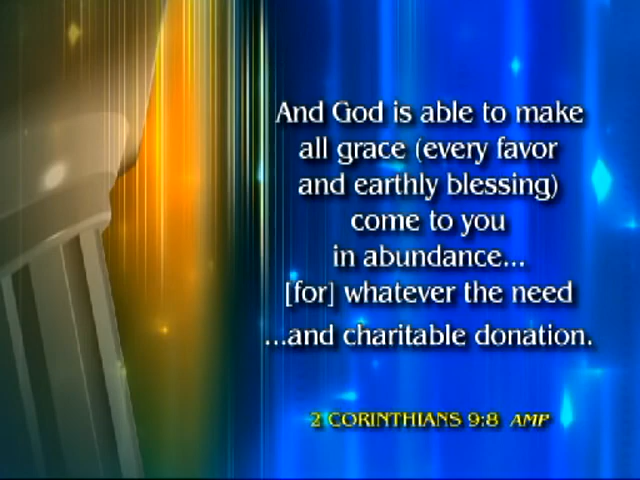 And God is able to make
all grace (every favor
and earthly blessing)
come to you
in abundance...
[for] whatever the need
...and charitable donation.
2 CORINTHIANS 9:8 AMP